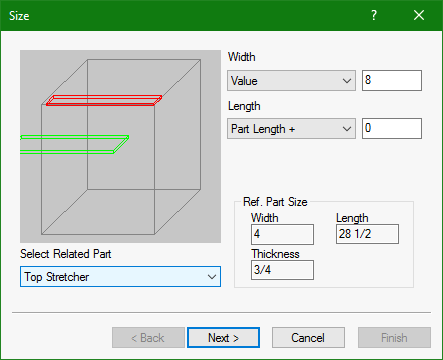 Size
Width
Value 8
Length
Part Length + 0
Ref. Part Size
Width Length
4 28 1/2
Thickness
3/4
Select Related Part
Top Stretcher
< Back Next > Cancel Finish